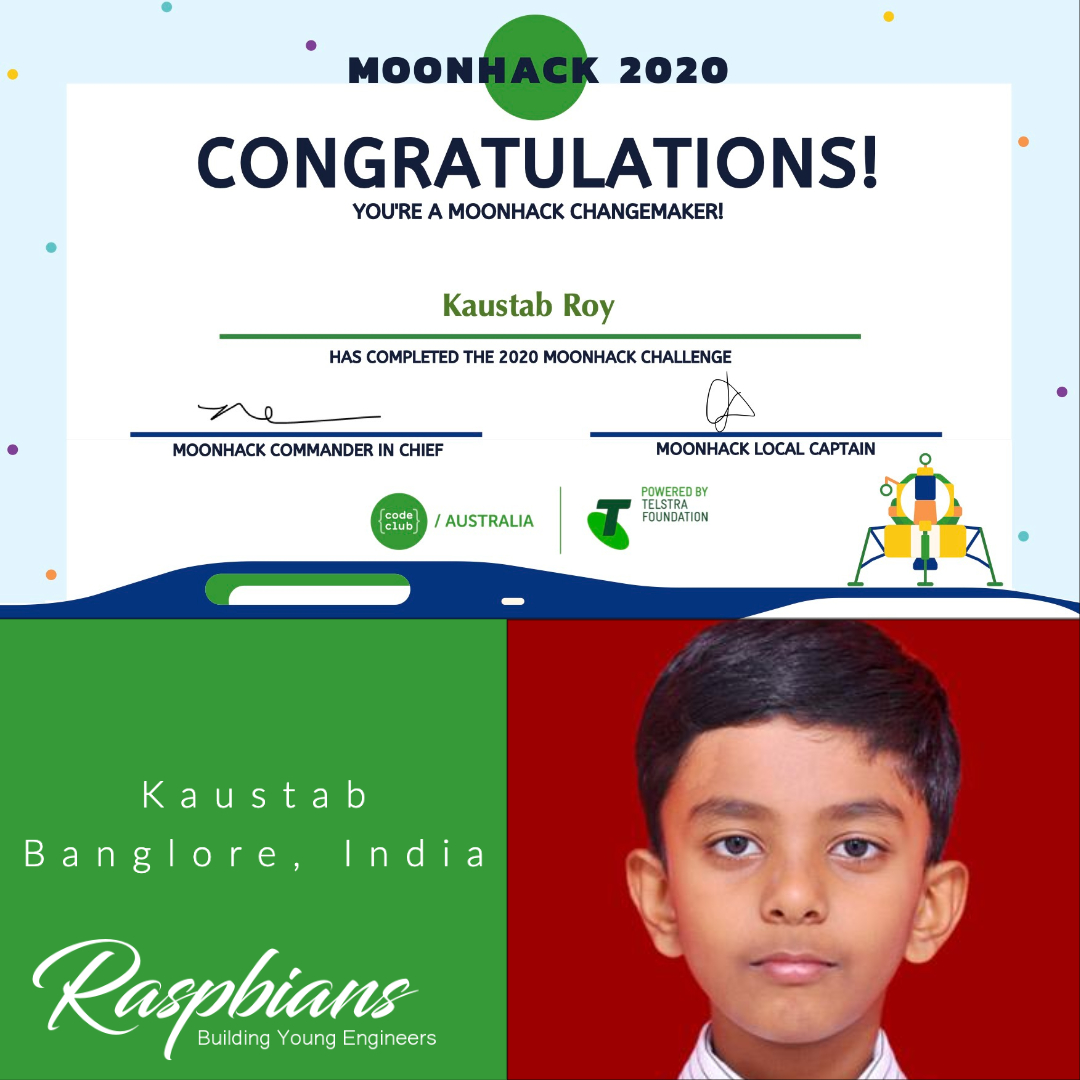 MOONHACK 2020
CONGRATULATIONS!
YOU'RE A MOONHACK CHANGEMAKER!
Kaustab Roy
HAS COMPLETED THE 2020 MOONHACK CHALLENGE
MOONHACK COMMANDER IN CHIEF
MOONHACK LOCAL CAPTAIN
{code club} / AUSTRALIA
T
POWERED BY
TELSTRA
FOUNDATION
Kaustab
Banglore, India
Raspbians
Building Young Engineers